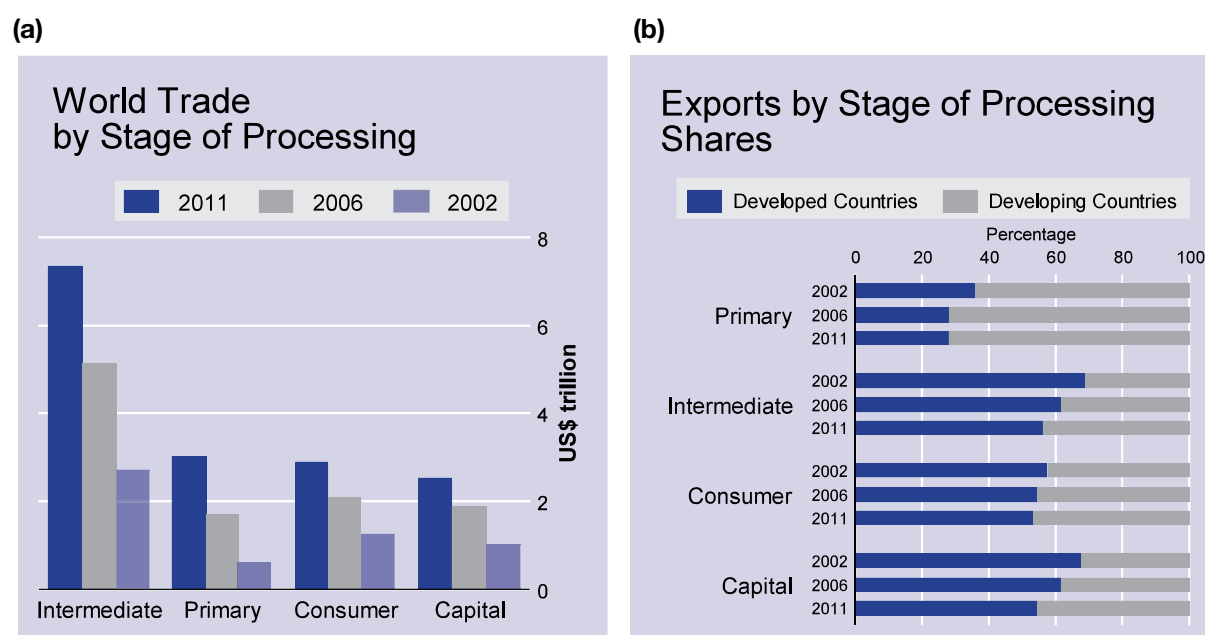 (a)
World Trade
by Stage of Processing
2011 2006 2002
8
6
4
2
0
US$ trillion
Intermediate Primary Consumer Capital
(b)
Exports by Stage of Processing
Shares
Developed Countries Developing Countries
Percentage
0 20 40 60 80 100
Primary
2002
2006
2011
Intermediate
2002
2006
2011
Consumer
2002
2006
2011
Capital
2002
2006
2011